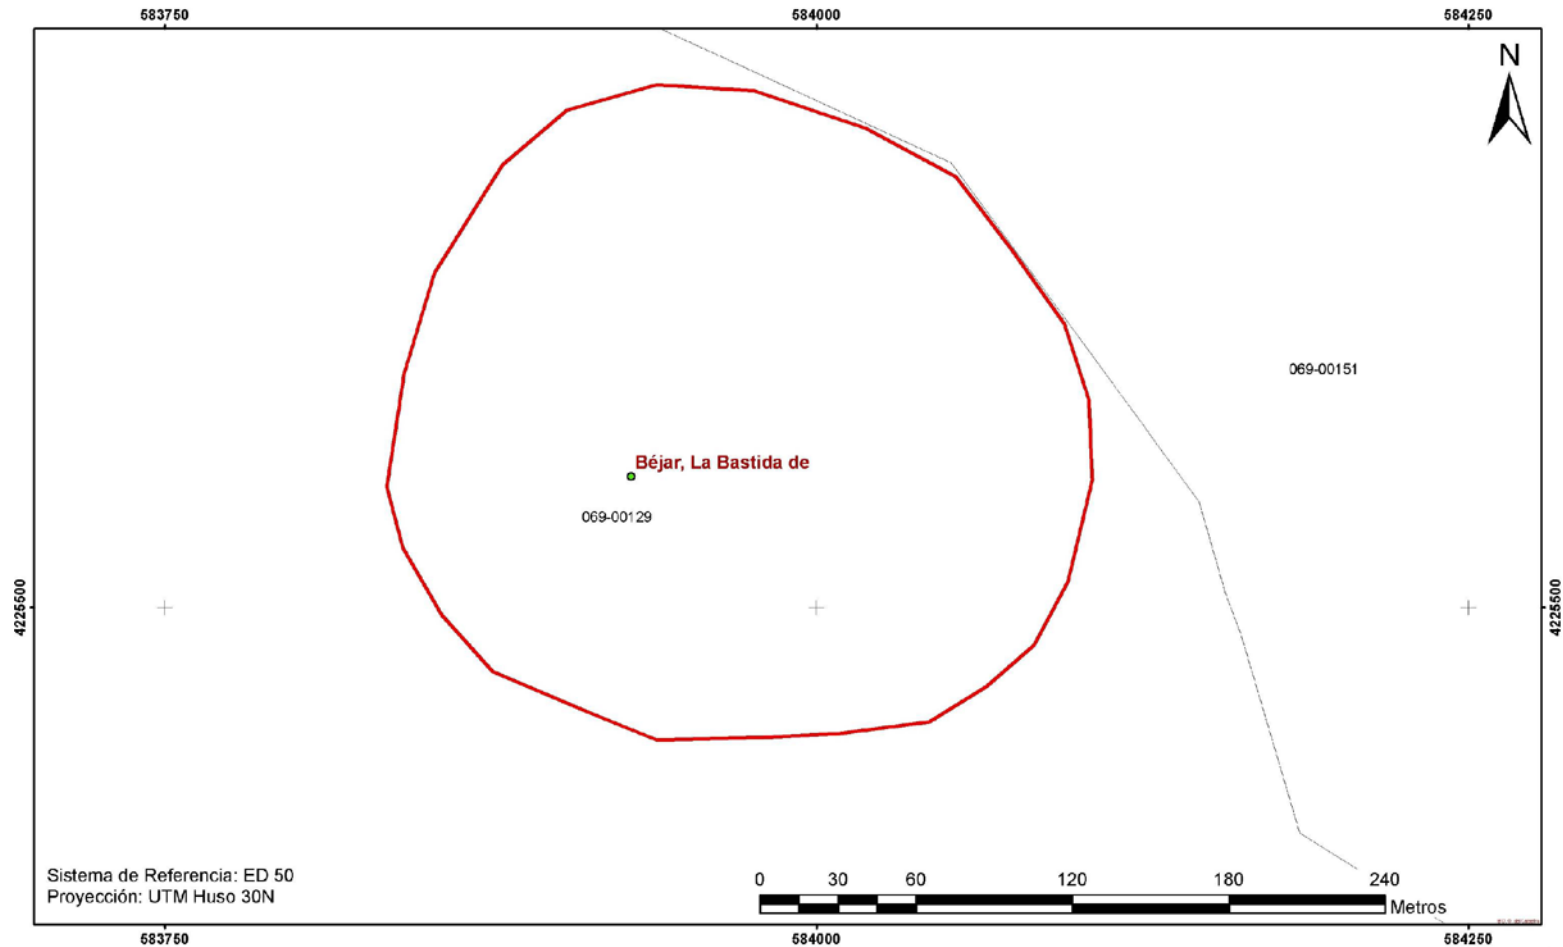 583750
584000
584250
N
069-00151
Béjar, La Bastida de
069-00129
4225500
4225500
Sistema de Referencia: ED 50
Proyección: UTM Huso 30N
0 30 60 120 180 240
Metros
583750
584000
584250